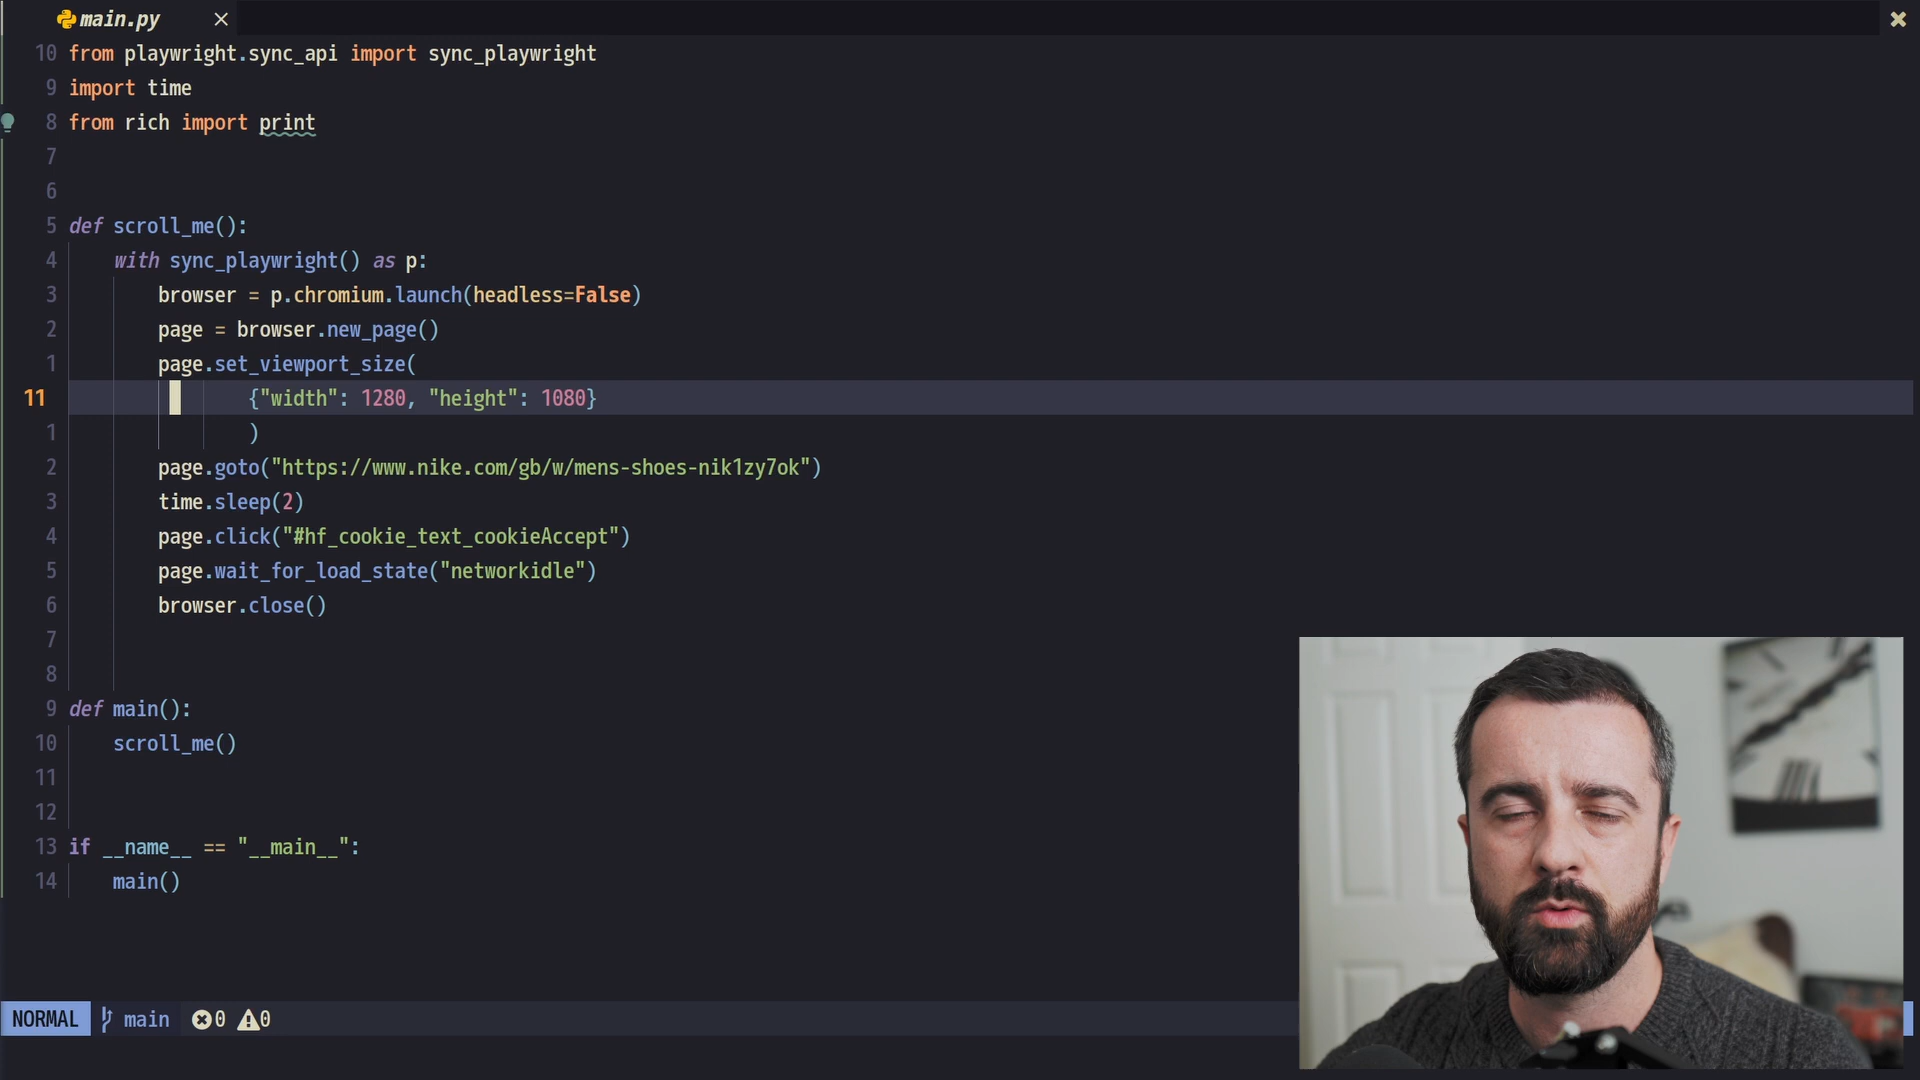 main.py
10 from playwright.sync_api import sync_playwright
9 import time
8 from rich import print
7
6
5 def scroll_me():
4 with sync_playwright() as p:
3 browser = p.chromium.launch(headless=False)
2 page = browser.new_page()
1 page.set_viewport_size(
11 {"width": 1280, "height": 1080}
1 )
2 page.goto("https://www.nike.com/gb/w/mens-shoes-nik1zy7ok")
3 time.sleep(2)
4 page.click("#hf_cookie_text_cookieAccept")
5 page.wait_for_load_state("networkidle")
6 browser.close()
7
8
9 def main():
10 scroll_me()
11
12
13 if __name__ == "__main__":
14 main()
NORMAL main 0 0